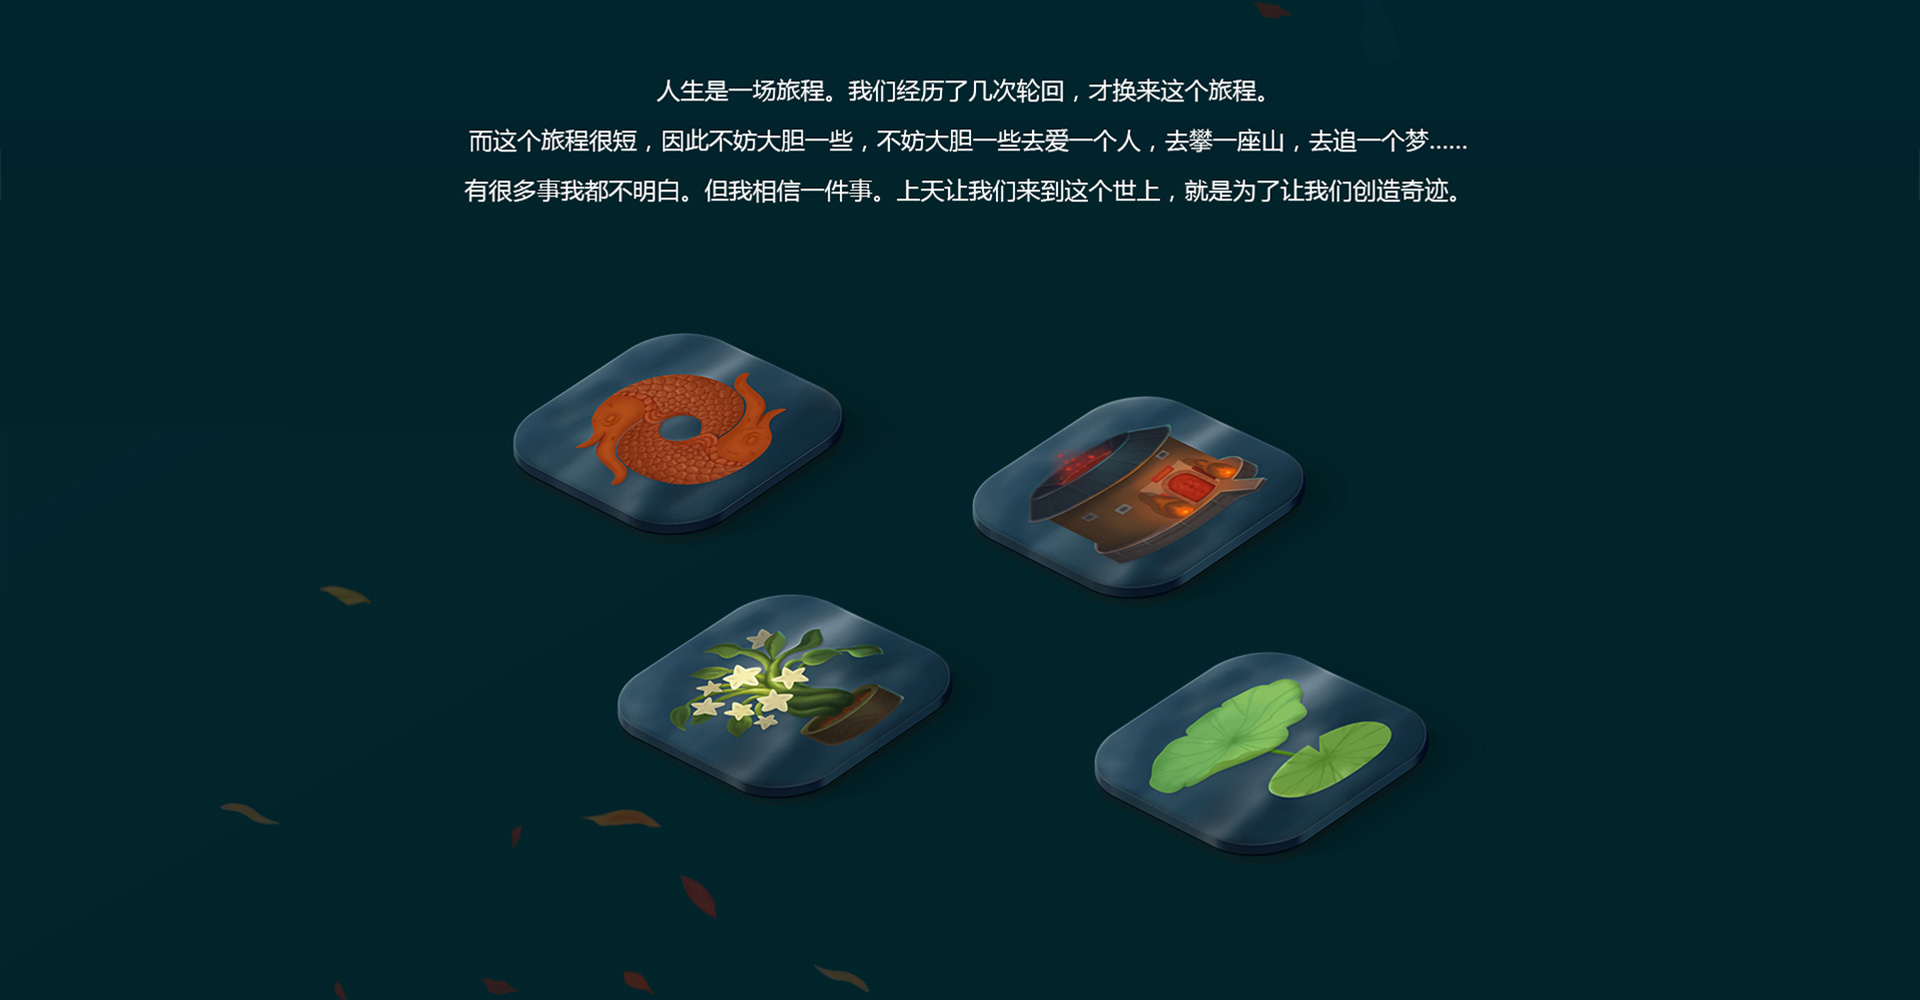 人生是一场旅程。我们经历了几次轮回，才换来这个旅程。
而这个旅程很短，因此不妨大胆一些，不妨大胆一些去爱一个人，去攀一座山，去追一个梦......
有很多事我都不明白。但我相信一件事。上天让我们来到这个世上，就是为了让我们创造奇迹。